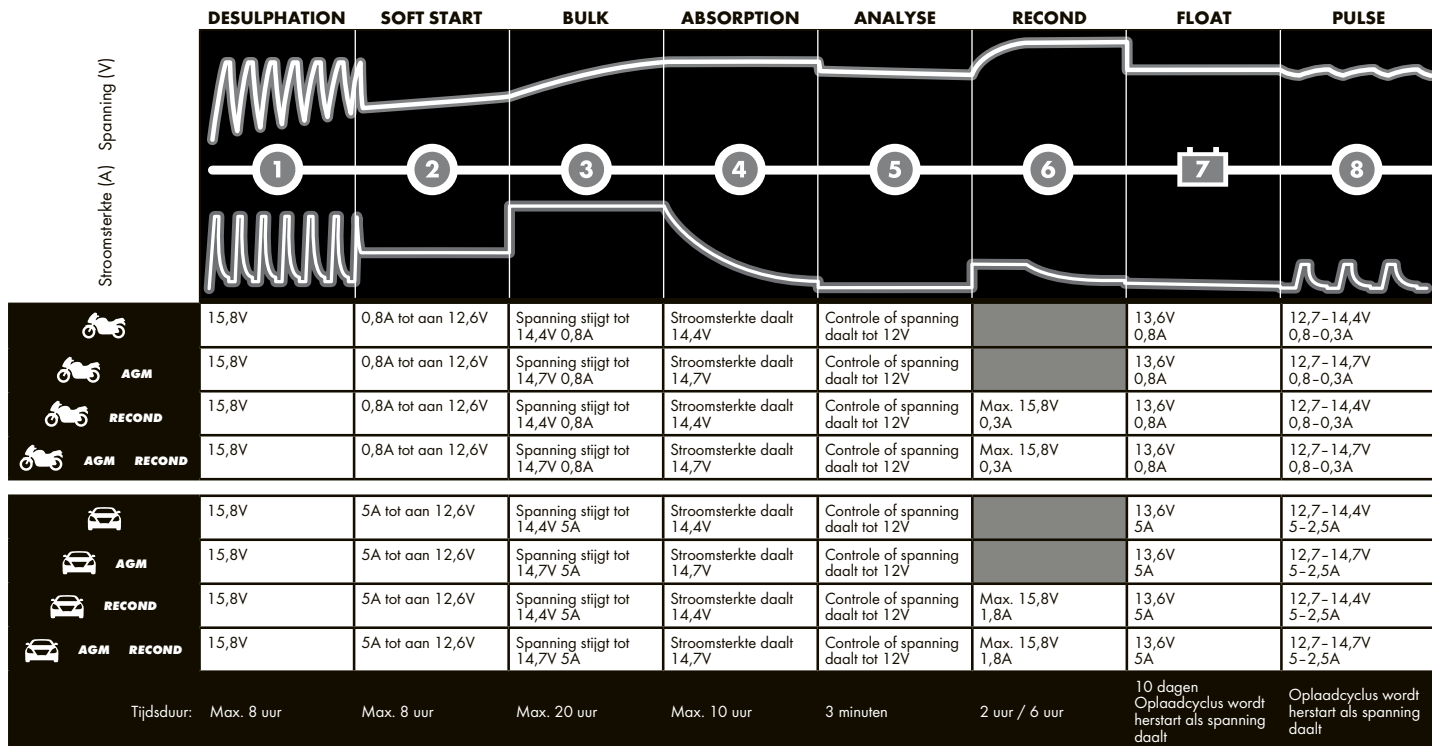 DESULPHATION SOFT START BULK ABSORPTION ANALYSE RECOND FLOAT PULSE
Spanning (V)
Stroomsterkte (A)
1 2 3 4 5 6 7 8
15,8V 0,8A tot aan 12,6V Spanning stijgt tot Stroomsterkte daalt Controle of spanning 13,6V 12,7–14,4V
14,4V 0,8A 14,4V daalt tot 12V 0,8A 0,8–0,3A
AGM 15,8V 0,8A tot aan 12,6V Spanning stijgt tot Stroomsterkte daalt Controle of spanning 13,6V 12,7–14,7V
14,7V 0,8A 14,7V daalt tot 12V 0,8A 0,8–0,3A
RECOND 15,8V 0,8A tot aan 12,6V Spanning stijgt tot Stroomsterkte daalt Controle of spanning Max. 15,8V 13,6V 12,7–14,4V
14,4V 0,8A 14,4V daalt tot 12V 0,3A 0,8A 0,8–0,3A
AGM RECOND 15,8V 0,8A tot aan 12,6V Spanning stijgt tot Stroomsterkte daalt Controle of spanning Max. 15,8V 13,6V 12,7–14,7V
14,7V 0,8A 14,7V daalt tot 12V 0,3A 0,8A 0,8–0,3A
15,8V 5A tot aan 12,6V Spanning stijgt tot Stroomsterkte daalt Controle of spanning 13,6V 12,7–14,4V
14,4V 5A 14,4V daalt tot 12V 5A 5–2,5A
AGM 15,8V 5A tot aan 12,6V Spanning stijgt tot Stroomsterkte daalt Controle of spanning 13,6V 12,7–14,7V
14,7V 5A 14,7V daalt tot 12V 5A 5–2,5A
RECOND 15,8V 5A tot aan 12,6V Spanning stijgt tot Stroomsterkte daalt Controle of spanning Max. 15,8V 13,6V 12,7–14,4V
14,4V 5A 14,4V daalt tot 12V 1,8A 5A 5–2,5A
AGM RECOND 15,8V 5A tot aan 12,6V Spanning stijgt tot Stroomsterkte daalt Controle of spanning Max. 15,8V 13,6V 12,7–14,7V
14,7V 5A 14,7V daalt tot 12V 1,8A 5A 5–2,5A
Tijdsduur: Max. 8 uur Max. 8 uur Max. 20 uur Max. 10 uur 3 minuten 2 uur / 6 uur
10 dagen
Oplaadcyclus wordt
herstart als spanning
daalt
Oplaadcyclus wordt
herstart als spanning
daalt